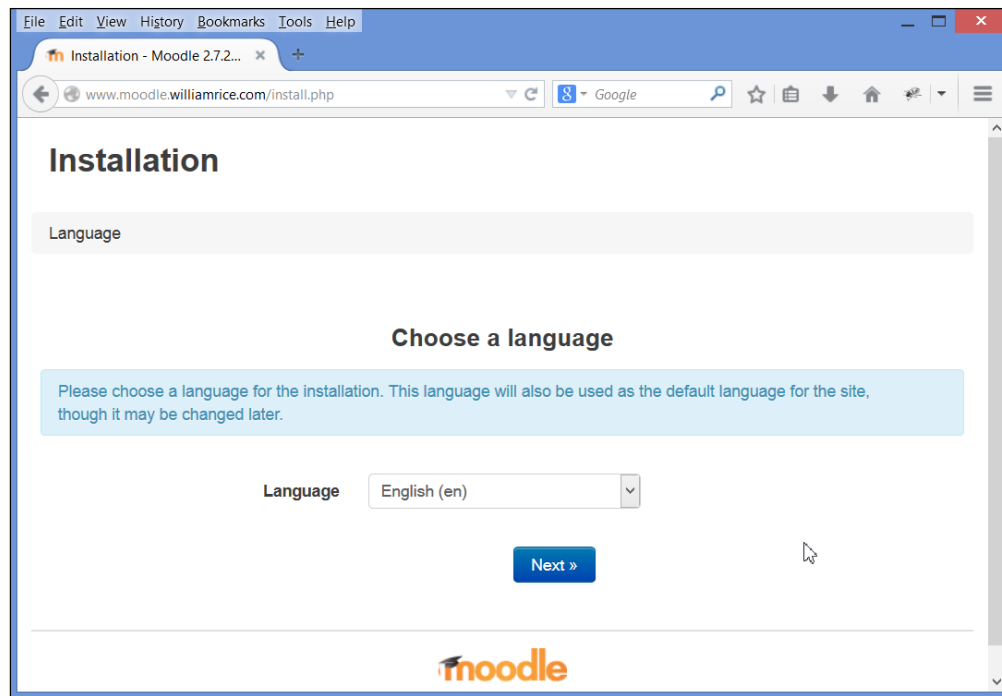 File Edit View History Bookmarks Tools Help
Installation - Moodle 2.7.2...
www.moodle.williamrice.com/install.php
8 Google
Installation
Language
Choose a language
Please choose a language for the installation. This language will also be used as the default language for the site,
though it may be changed later.
Language English (en)
Next »
moodle